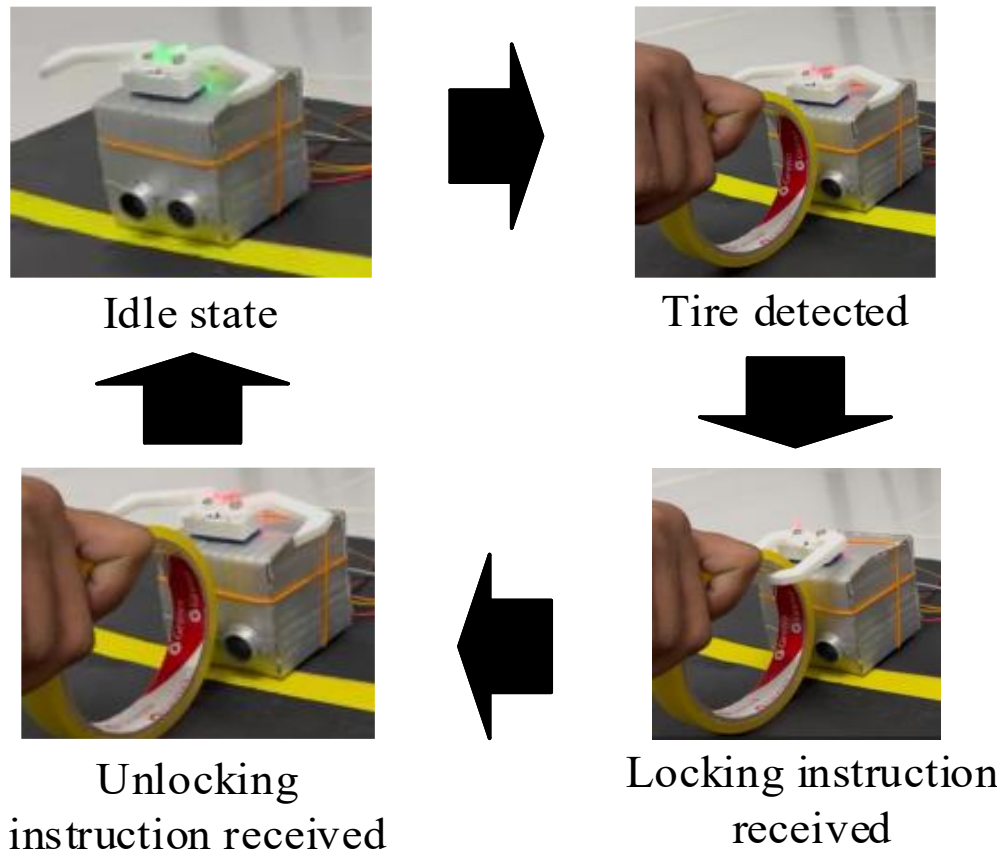 Idle state
Tire detected
Unlocking
instruction received
Locking instruction
received